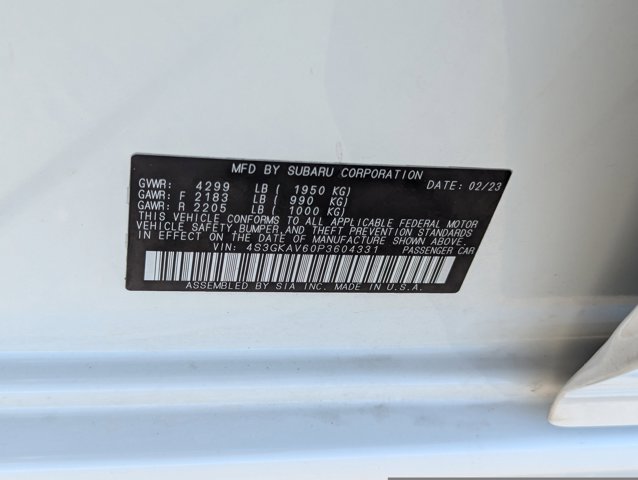 MFD BY SUBARU CORPORATION
GVWR: 4299 LB ( 1950 KG) DATE: 02/23
GAWR: F 2183 LB ( 990 KG)
GAWR: R 2205 LB ( 1000 KG)
THIS VEHICLE CONFORMS TO ALL APPLICABLE FEDERAL MOTOR
VEHICLE SAFETY, BUMPER, AND THEFT PREVENTION STANDARDS
IN EFFECT ON THE DATE OF MANUFACTURE SHOWN ABOVE.
VIN: 4S3GKAV60P3604331 PASSENGER CAR
ASSEMBLED BY SIA INC. MADE IN U.S.A.